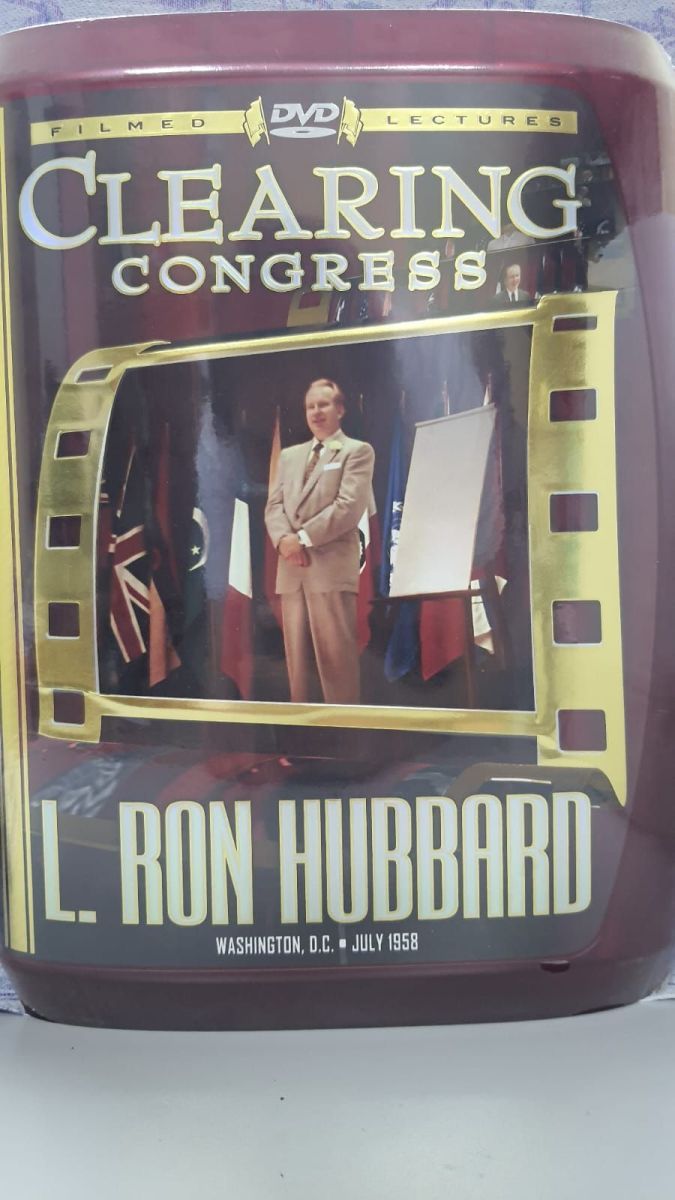 FILMED DVD LECTURES
CLEARING
CONGRESS
L. RON HUBBARD
WASHINGTON, D.C. ▪ JULY 1958